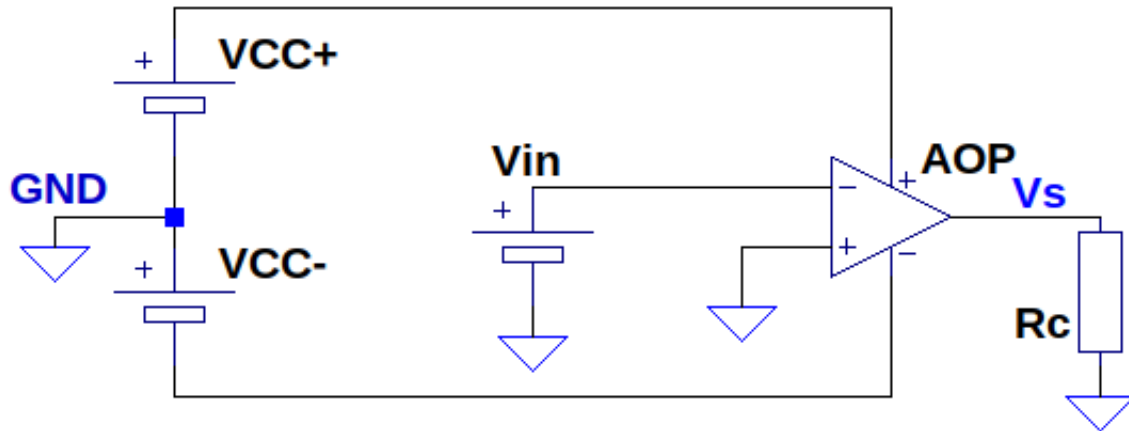 VCC+
Vin
AOP
GND
Vs
VCC-
Rc